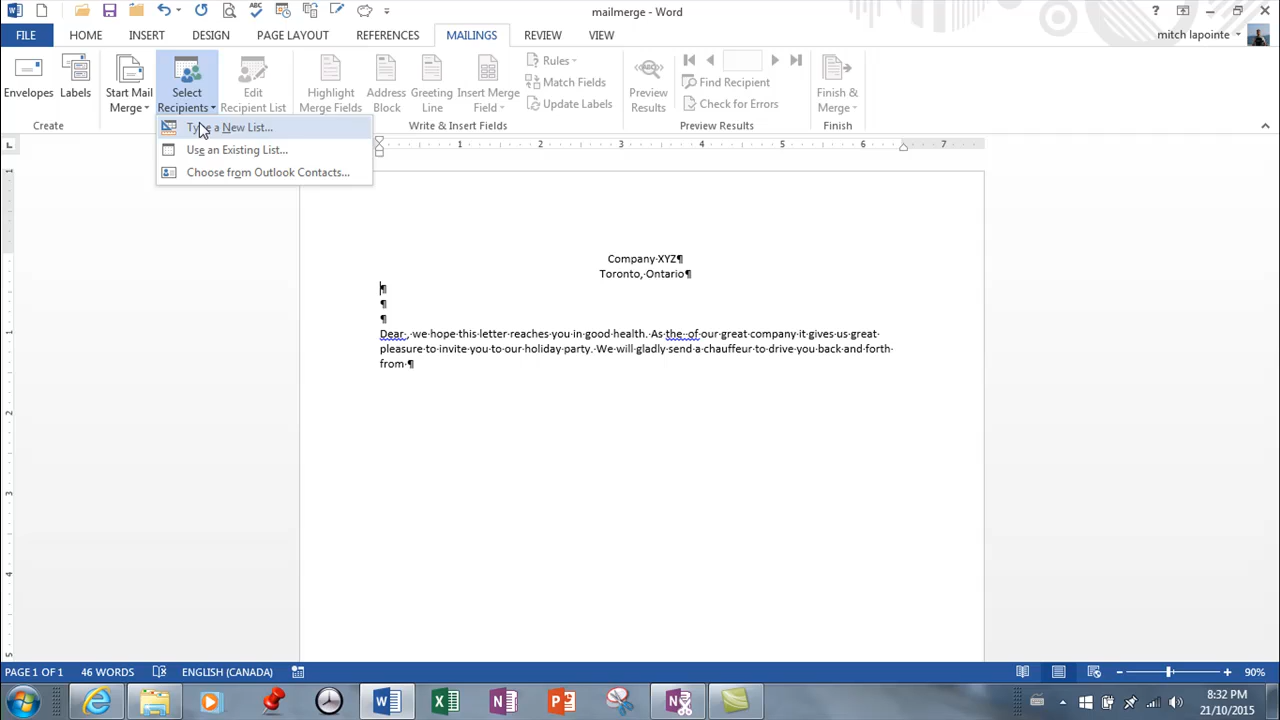 mailmerge - Word
FILE HOME INSERT DESIGN PAGE LAYOUT REFERENCES MAILINGS REVIEW VIEW mitch lapointe
Envelopes
Labels
Start Mail
Merge
Select
Recipients
Edit
Recipient List
Highlight
Merge Fields
Address
Block
Greeting
Line
Insert Merge
Field
Rules
Match Fields
Update Labels
Preview
Results
Find Recipient
Check for Errors
Finish &
Merge
Create
Write & Insert Fields
Preview Results
Finish
Type a New List...
Use an Existing List...
Choose from Outlook Contacts...
Company·XYZ¶
Toronto,·Ontario¶
¶
¶
¶
Dear·,·we·hope·this·letter·reaches·you·in·good·health.·As·the··of·our·great·company·it·gives·us·great·
pleasure·to·invite·you·to·our·holiday·party.··We·will·gladly·send·a·chauffeur·to·drive·you·back·and·forth·
from·¶
PAGE 1 OF 1 46 WORDS ENGLISH (CANADA) 90%
8:32 PM
21/10/2015